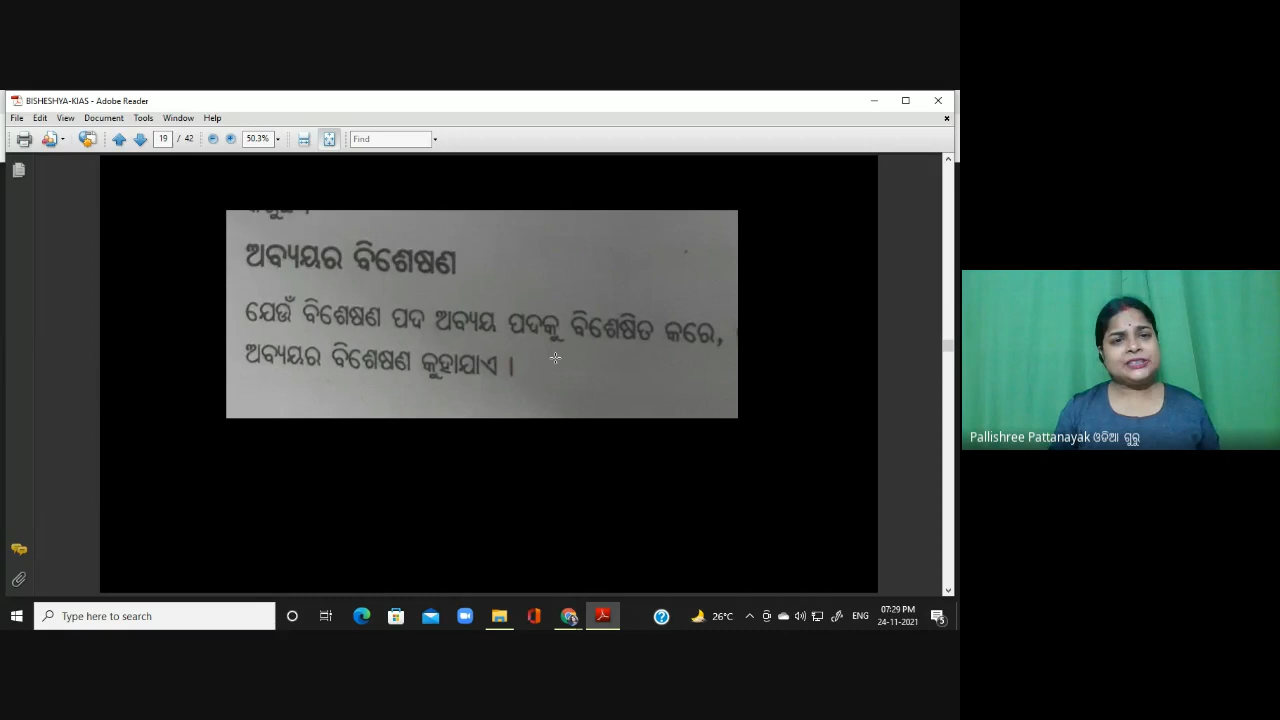 BISHESHYA-KIAS - Adobe Reader
File Edit View Document Tools Window Help
19 / 42 50.3% Find
ଅବ୍ୟୟର ବିଶେଷଣ
ଯେଉଁ ବିଶେଷଣ ପଦ ଅବ୍ୟୟ ପଦକୁ ବିଶେଷିତ କରେ,
ଅବ୍ୟୟର ବିଶେଷଣ କୁହାଯାଏ ।
Pallishree Pattanayak ଓଡିଆ ଗୁରୁ
Type here to search
26°C ENG 07:29 PM
24-11-2021
5